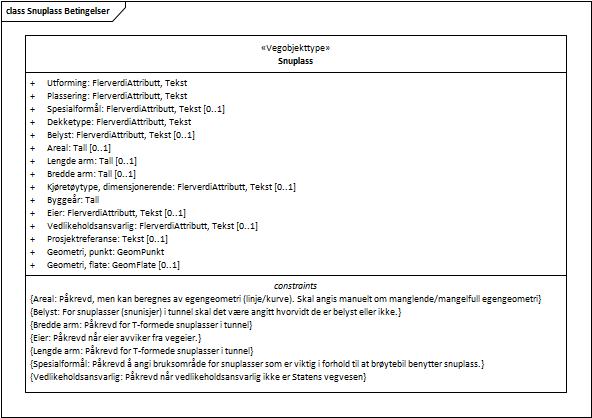 class Snuplass Betingelser
«Vegobjekttype»
Snuplass
+ Utforming: FlerverdiAttributt, Tekst
+ Plassering: FlerverdiAttributt, Tekst
+ Spesialformål: FlerverdiAttributt, Tekst [0..1]
+ Dekketype: FlerverdiAttributt, Tekst
+ Belyst: FlerverdiAttributt, Tekst [0..1]
+ Areal: Tall [0..1]
+ Lengde arm: Tall [0..1]
+ Bredde arm: Tall [0..1]
+ Kjøretøytype, dimensjonerende: FlerverdiAttributt, Tekst [0..1]
+ Byggeår: Tall
+ Eier: FlerverdiAttributt, Tekst [0..1]
+ Vedlikeholdsansvarlig: FlerverdiAttributt, Tekst [0..1]
+ Prosjektreferanse: Tekst [0..1]
+ Geometri, punkt: GeomPunkt
+ Geometri, flate: GeomFlate [0..1]
constraints
{Areal: Påkrevd, men kan beregnes av egengeometri (linje/kurve). Skal angis manuelt om manglende/mangelfull egengeometri}
{Belyst: For snuplasser (snunisjer) i tunnel skal det være angitt hvorvidt de er belyst eller ikke.}
{Bredde arm: Påkrevd for T-formede snuplasser i tunnel}
{Eier: Påkrevd når eier avviker fra vegeier.}
{Lengde arm: Påkrevd for T-formede snuplasser i tunnel}
{Spesialformål: Påkrevd å angi bruksområde for snuplasser som er viktig i forhold til at brøytebil benytter snuplass.}
{Vedlikeholdsansvarlig: Påkrevd når vedlikeholdsansvarlig ikke er Statens vegvesen}